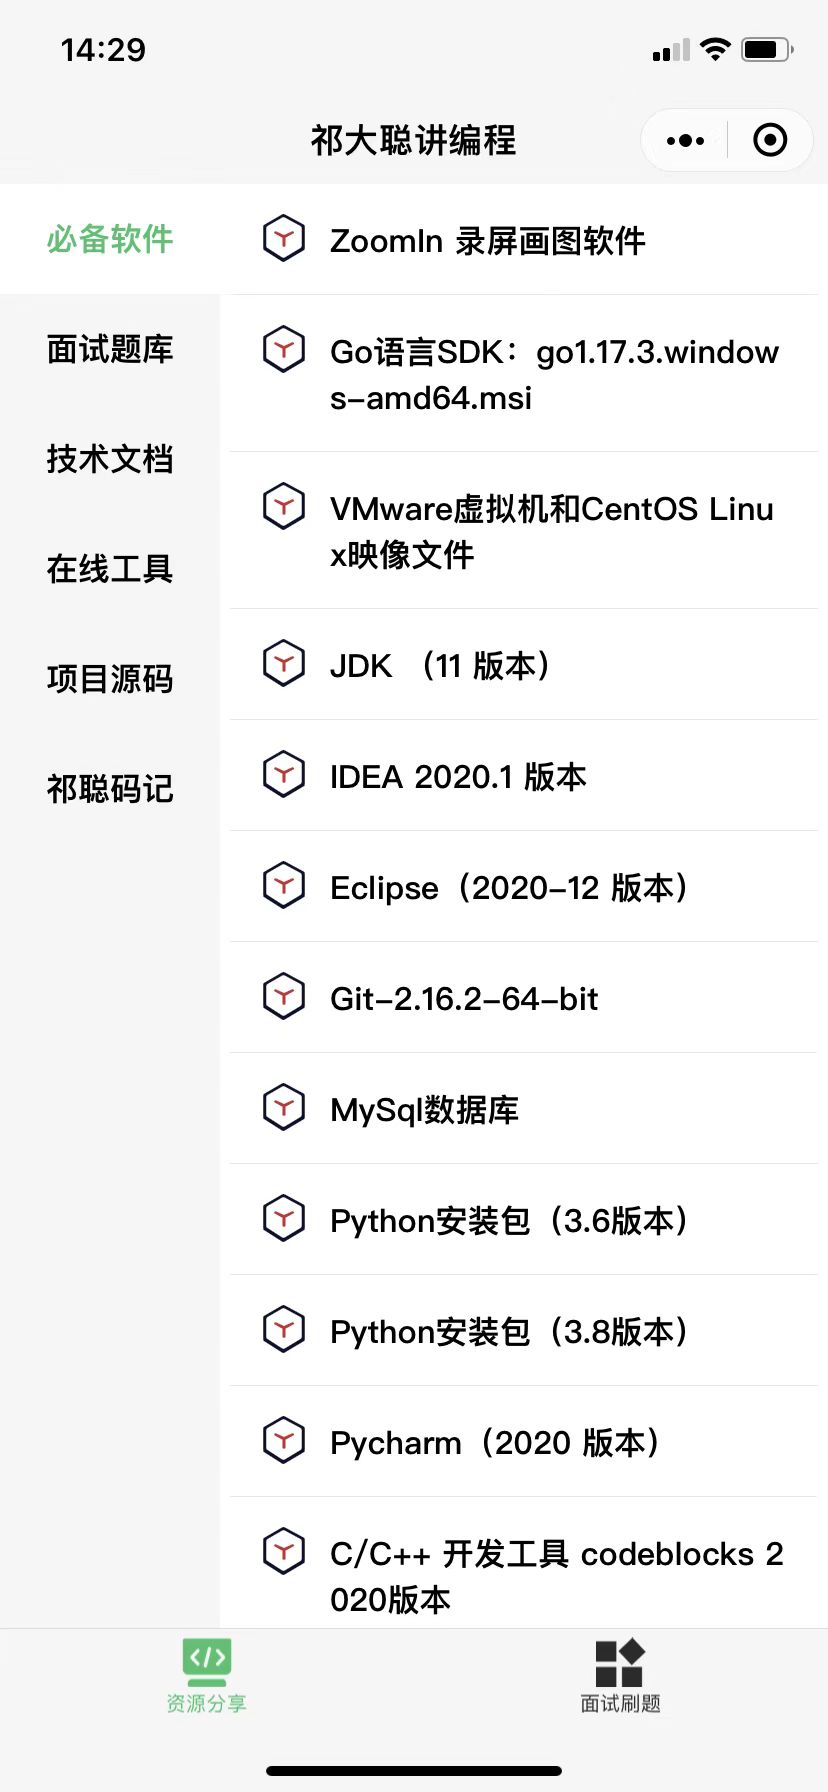 14:29
祁大聪讲编程
必备软件
面试题库
技术文档
在线工具
项目源码
祁聪码记
ZoomIn 录屏画图软件
Go语言SDK：go1.17.3.window
s-amd64.msi
VMware虚拟机和CentOS Linu
x映像文件
JDK （11 版本）
IDEA 2020.1 版本
Eclipse（2020-12 版本）
Git-2.16.2-64-bit
MySql数据库
Python安装包（3.6版本）
Python安装包（3.8版本）
Pycharm（2020 版本）
C/C++ 开发工具 codeblocks 2
020版本
资源分享
面试刷题